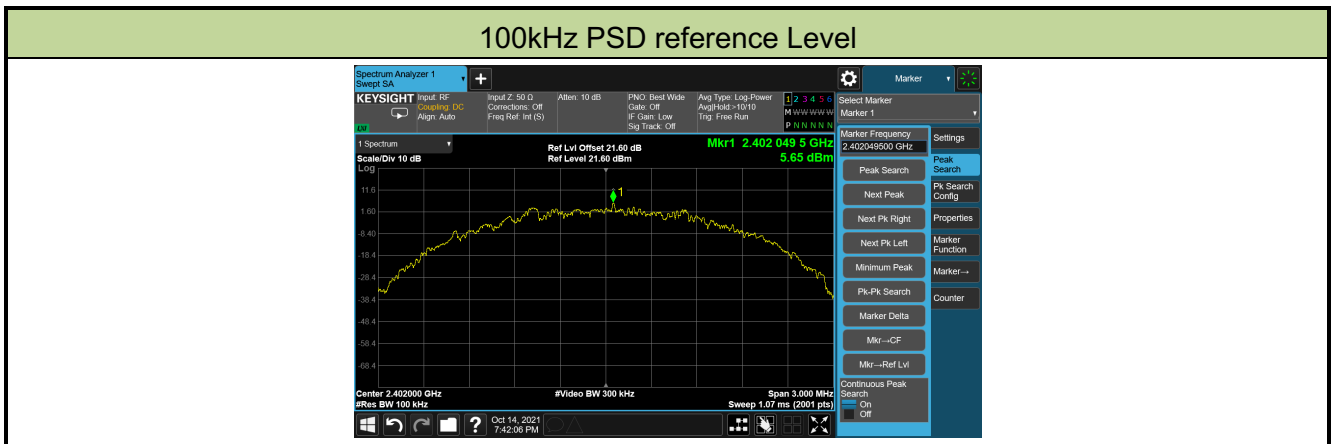 100kHz PSD reference Level
Spectrum Analyzer 1
Swept SA
+
Marker
KEYSIGHT
Input: RF
Coupling: DC
Align: Auto
Input Z: 50 Ω
Corrections: Off
Freq Ref: Int (S)
Atten: 10 dB
PNO: Best Wide
Gate: Off
IF Gain: Low
Sig Track: Off
Avg Type: Log-Power
Avg|Hold:>10/10
Trig: Free Run
1 2 3 4 5 6
M W W W W W
P N N N N N
Select Marker
Marker 1
1 Spectrum
Scale/Div 10 dB
Log
Ref Lvl Offset 21.60 dB
Ref Level 21.60 dBm
Mkr1 2.402 049 5 GHz
5.65 dBm
11.6
1.60
-8.40
-18.4
-28.4
-38.4
-48.4
-58.4
-68.4
1
Center 2.402000 GHz
#Res BW 100 kHz
#Video BW 300 kHz
Span 3.000 MHz
Sweep 1.07 ms (2001 pts)
Marker Frequency
2.402049500 GHz
Peak Search
Next Peak
Next Pk Right
Next Pk Left
Minimum Peak
Pk-Pk Search
Marker Delta
Mkr→CF
Mkr→Ref Lvl
Continuous Peak
Search
On
Off
Settings
Peak
Search
Pk Search
Config
Properties
Marker
Function
Marker→
Counter
?
Oct 14, 2021
7:42:06 PM